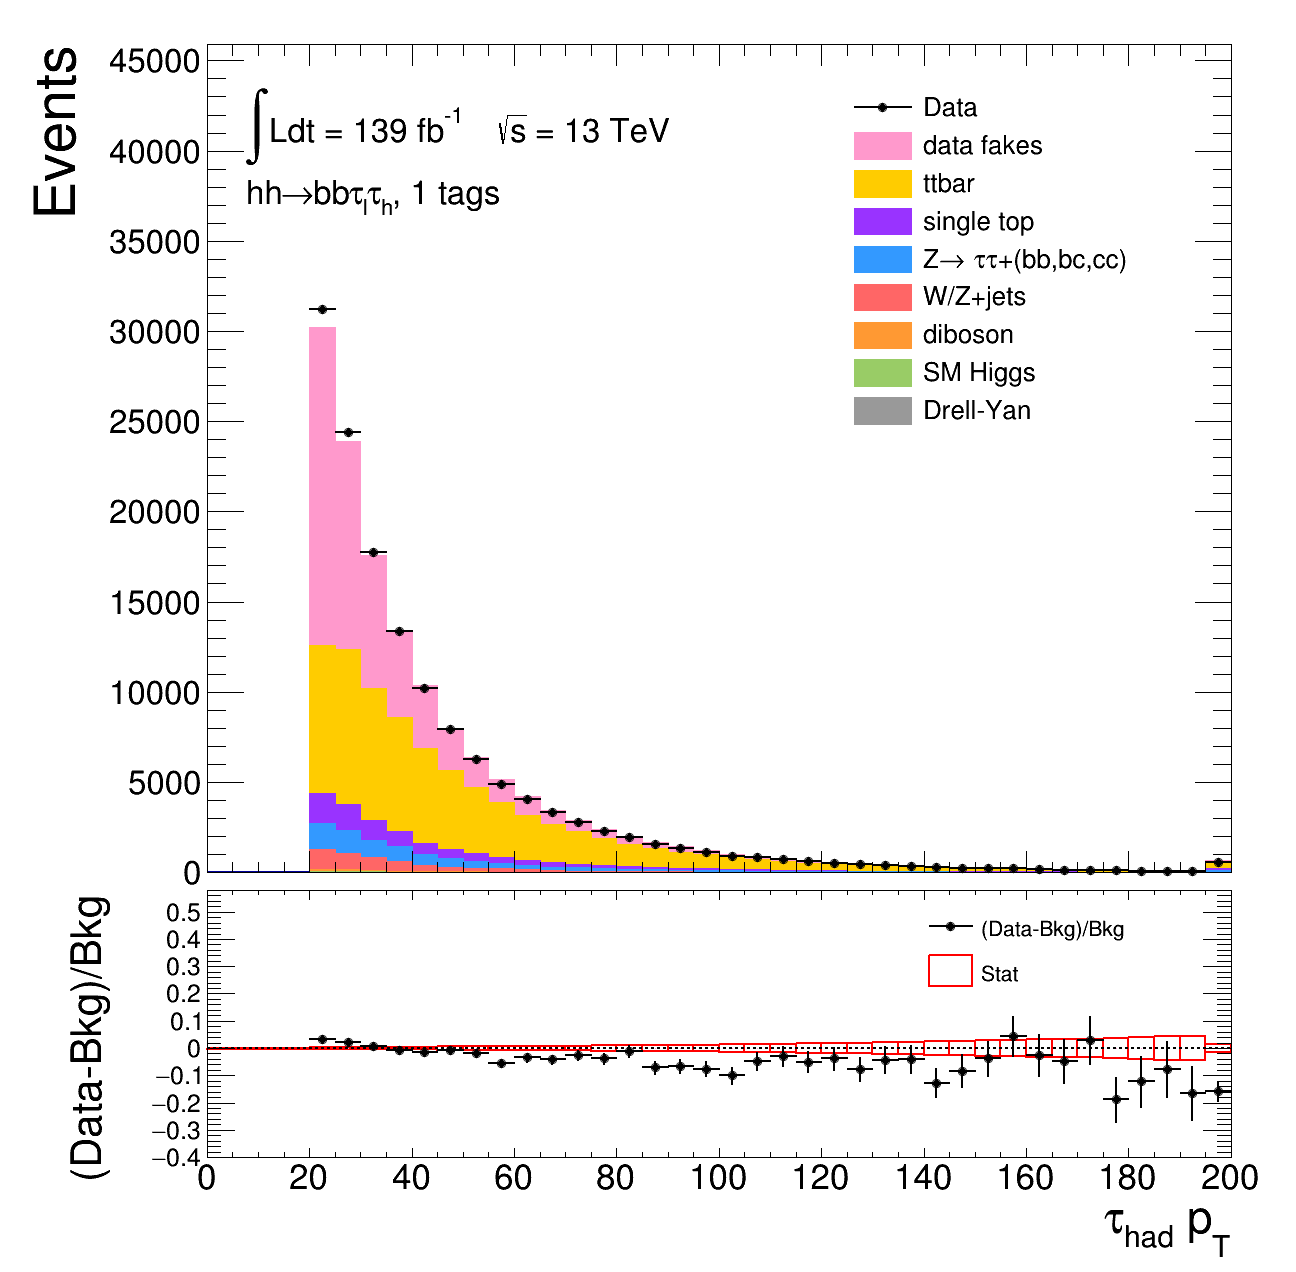 Events
45000
40000
35000
30000
25000
20000
15000
10000
5000
0
∫Ldt = 139 fb⁻¹ √s = 13 TeV
hh→bbτ_lτ_h, 1 tags
Data
data fakes
ttbar
single top
Z→ ττ+(bb,bc,cc)
W/Z+jets
diboson
SM Higgs
Drell-Yan
(Data-Bkg)/Bkg
0.5
0.4
0.3
0.2
0.1
0
−0.1
−0.2
−0.3
−0.4
(Data-Bkg)/Bkg
Stat
0 20 40 60 80 100 120 140 160 180 200
τ_had p_T